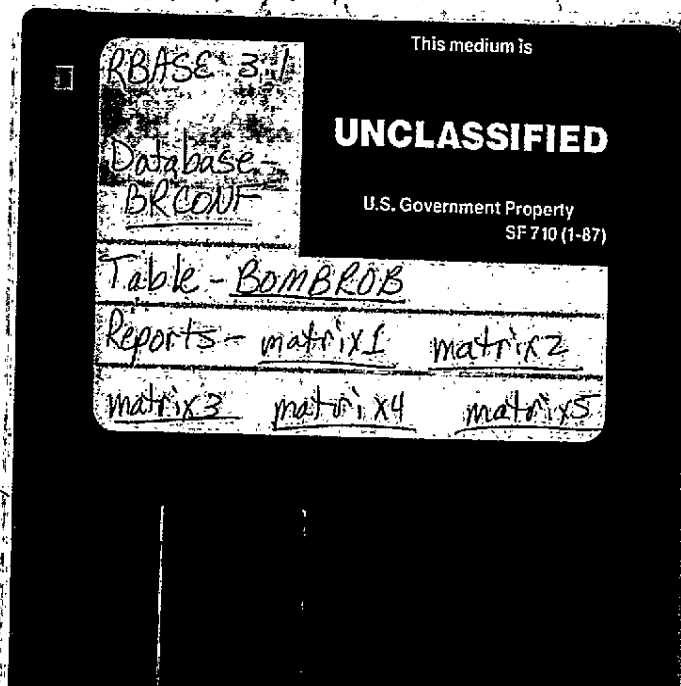 This medium is
RBASE 3.1
UNCLASSIFIED
Database-
BRCONF
U.S. Government Property
SF 710 (1-87)
Table - BOMBROB
Reports - matrix1 matrix2
matrix3 matrix4 matrix5